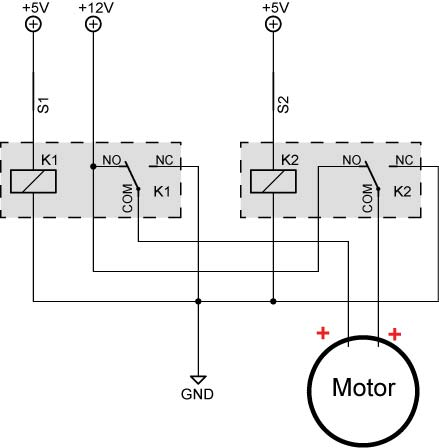 +5V
+12V
+5V
S1
S2
K1
NO
NC
K2
NO
NC
COM
K1
COM
K2
+
+
GND
Motor